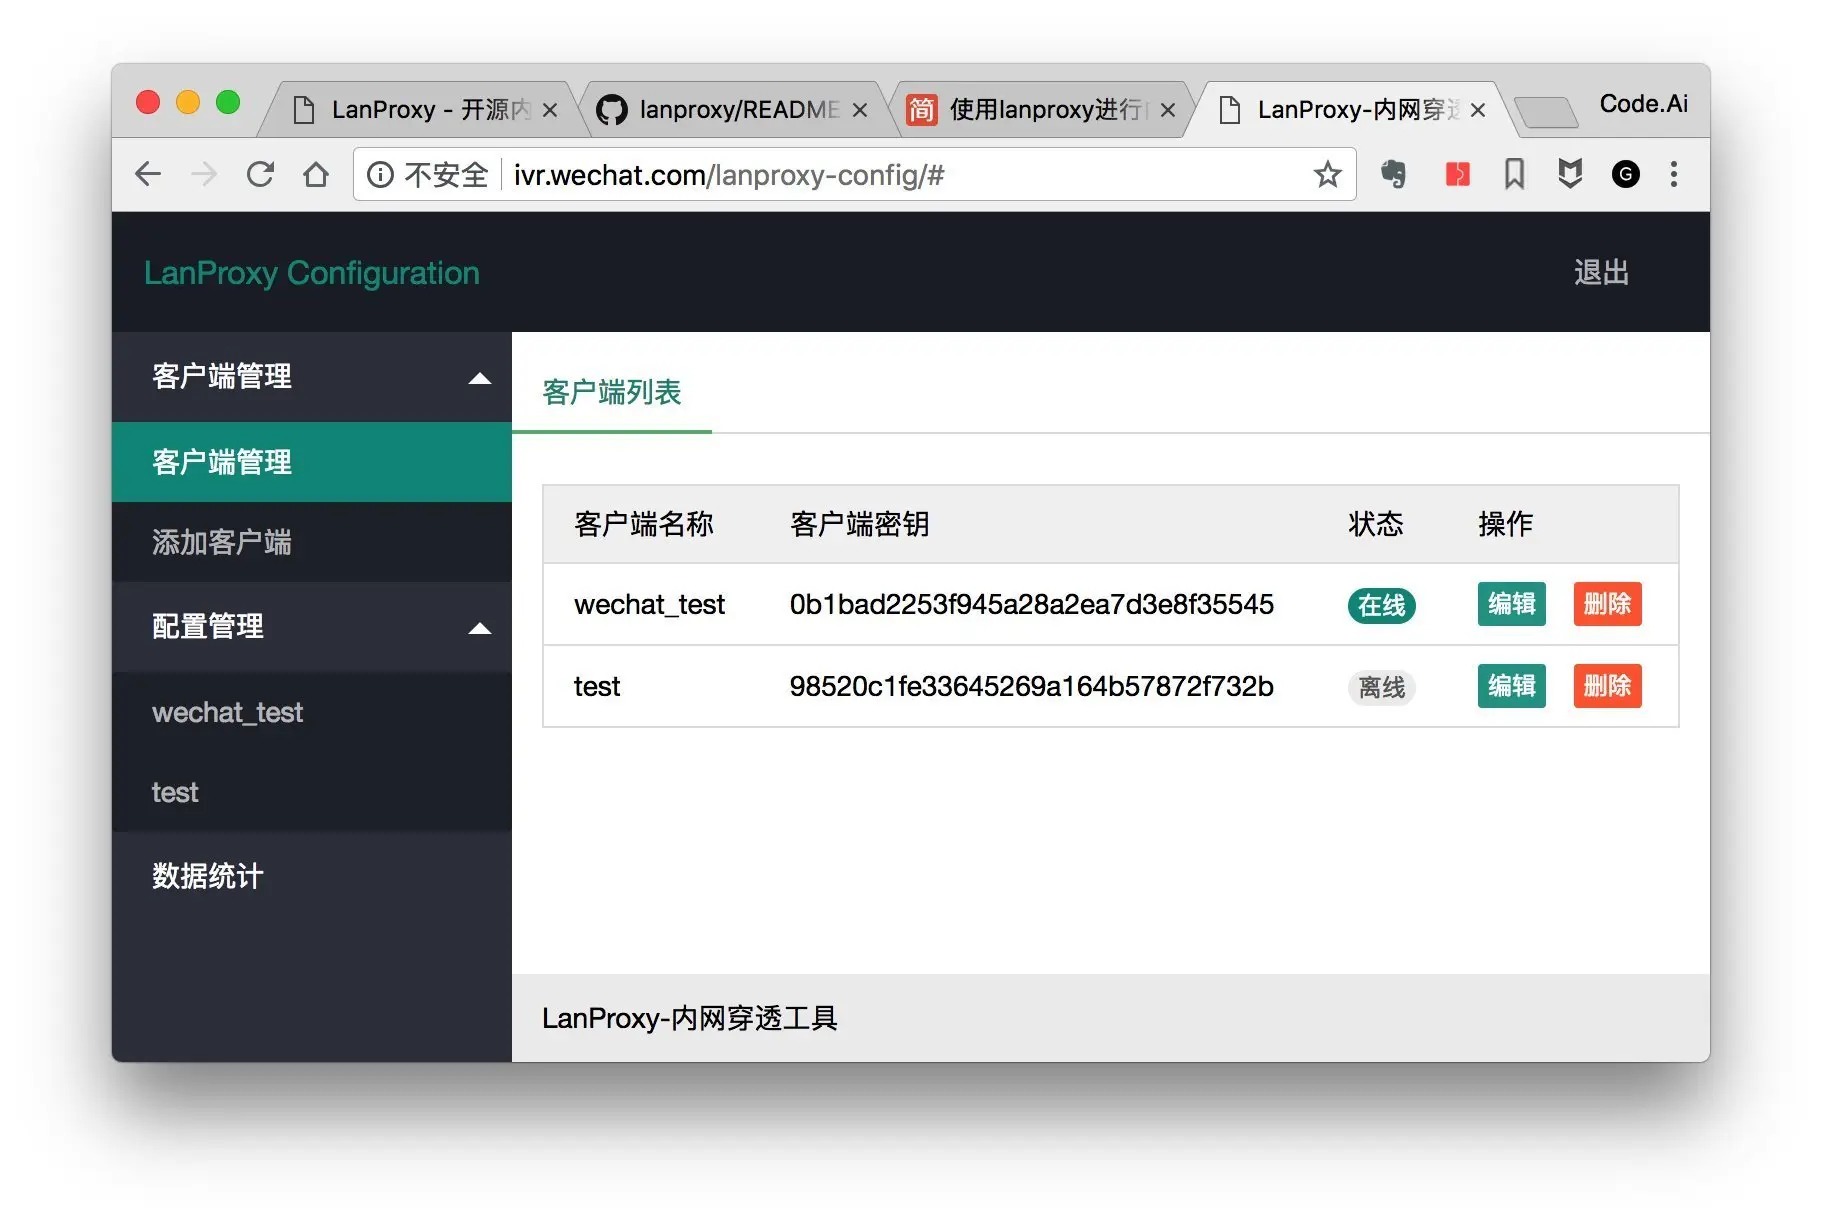 LanProxy - 开源内
lanproxy/README
使用lanproxy进行
LanProxy-内网穿透
Code.Ai
不安全 ivr.wechat.com/lanproxy-config/#
LanProxy Configuration
退出
客户端管理
客户端管理
添加客户端
配置管理
wechat_test
test
数据统计
客户端列表
客户端名称 客户端密钥 状态 操作
wechat_test 0b1bad2253f945a28a2ea7d3e8f35545 在线 编辑 删除
test 98520c1fe33645269a164b57872f732b 离线 编辑 删除
LanProxy-内网穿透工具